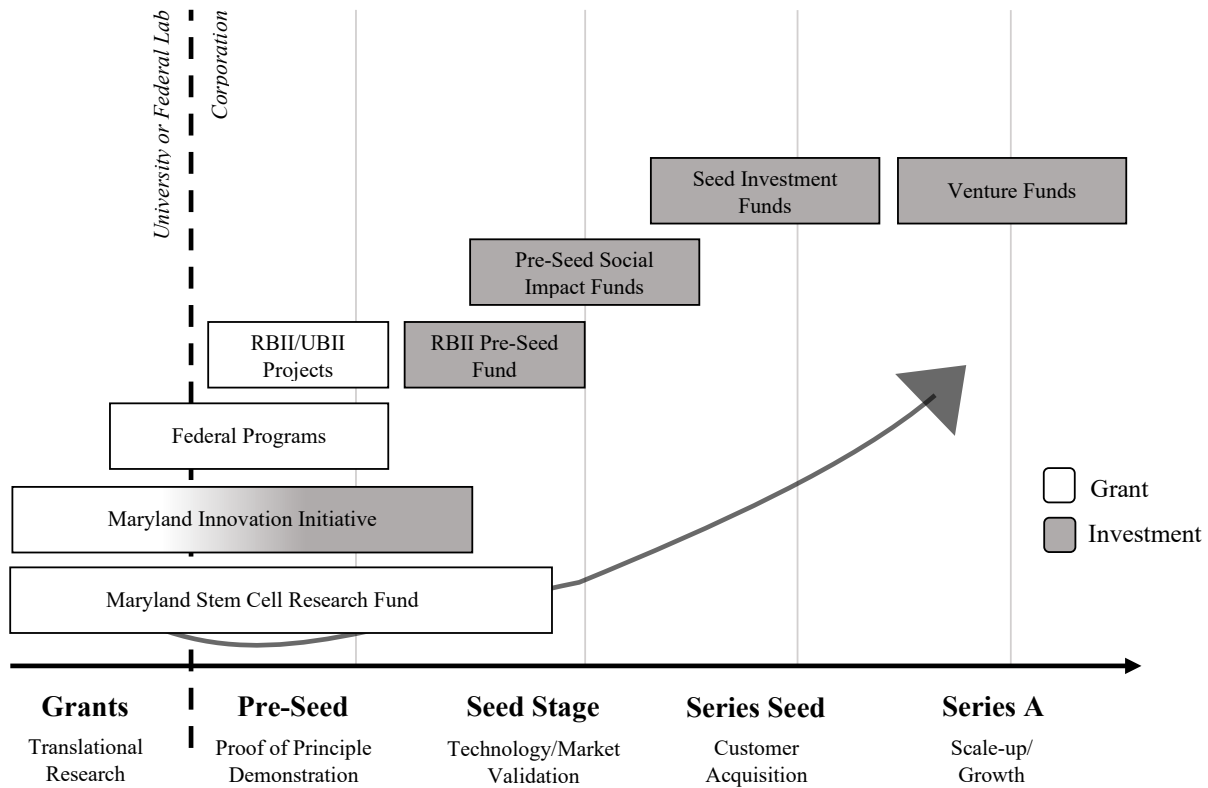 University or Federal Lab
Corporation
Seed Investment
Funds
Venture Funds
Pre-Seed Social
Impact Funds
RBII/UBII
Projects
RBII Pre-Seed
Fund
Federal Programs
Maryland Innovation Initiative
Maryland Stem Cell Research Fund
Grant
Investment
Grants
Translational
Research
Pre-Seed
Proof of Principle
Demonstration
Seed Stage
Technology/Market
Validation
Series Seed
Customer
Acquisition
Series A
Scale-up/
Growth